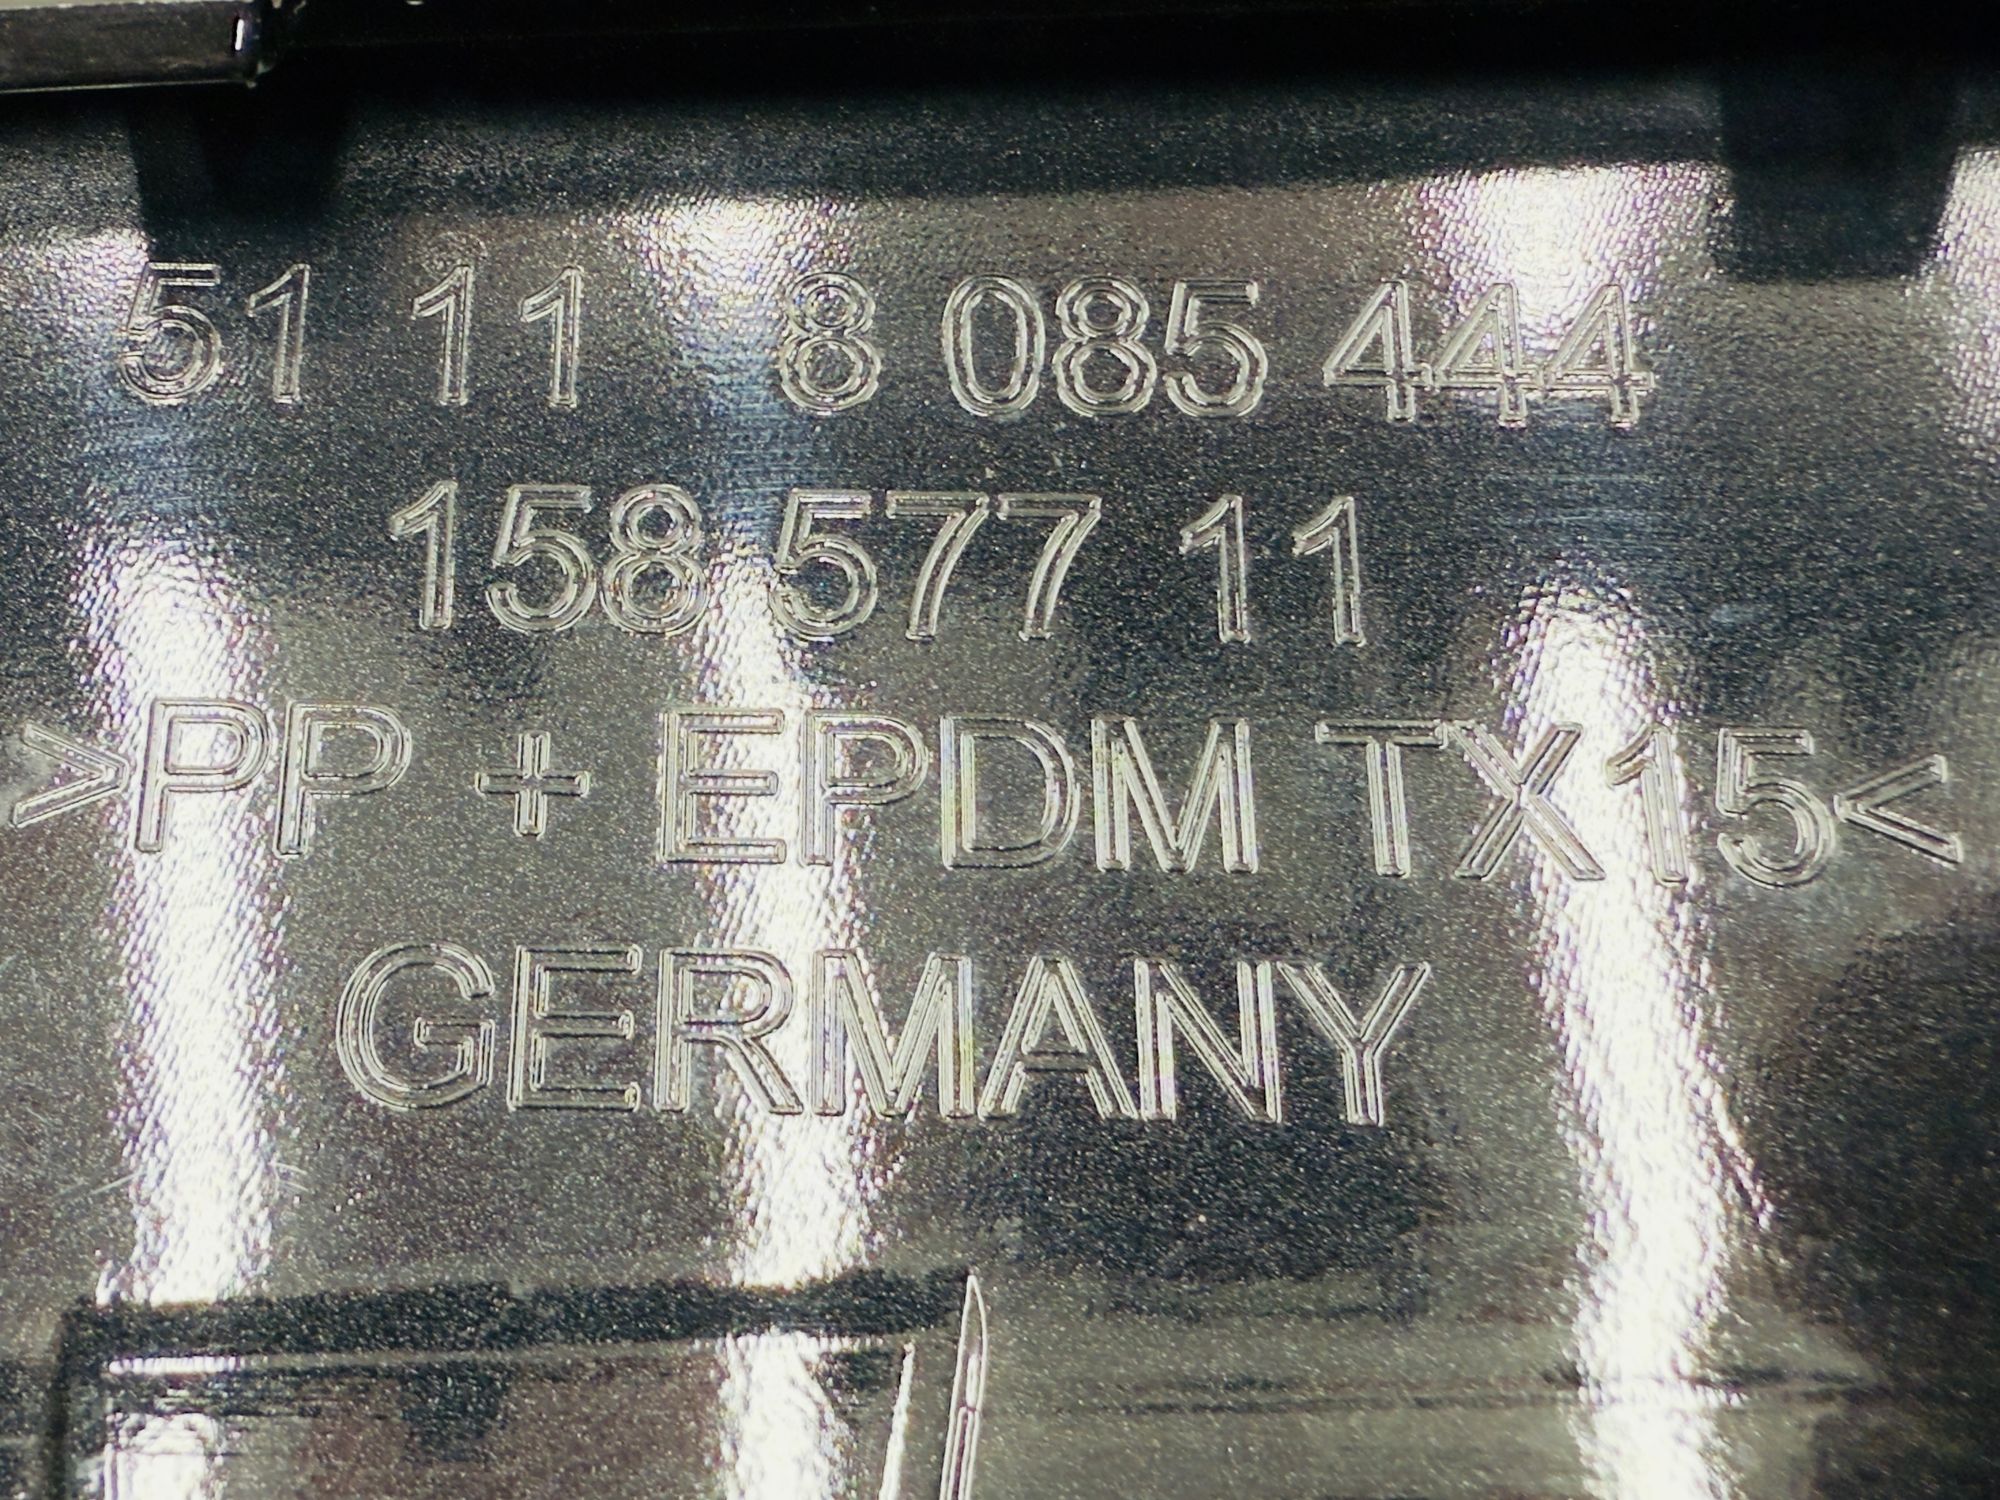 51 11 8 085 444
158 577 11
>PP + EPDM TX15<
GERMANY